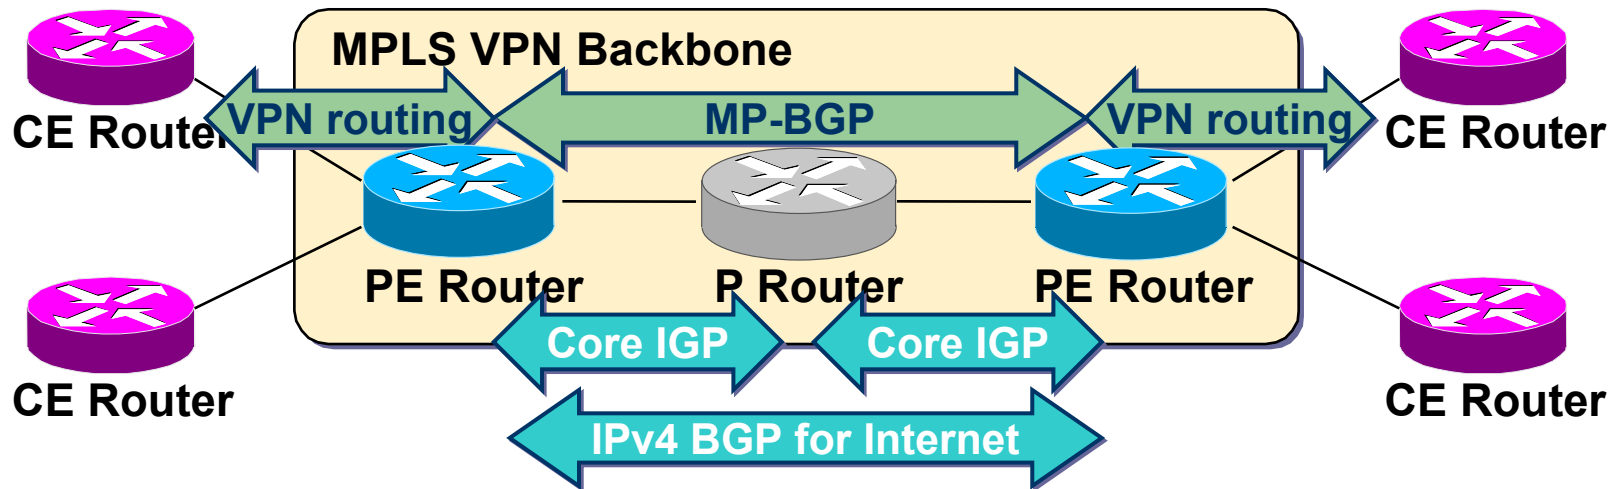 MPLS VPN Backbone
VPN routing
MP-BGP
VPN routing
CE Router
CE Router
PE Router
P Router
PE Router
Core IGP
Core IGP
CE Router
CE Router
IPv4 BGP for Internet